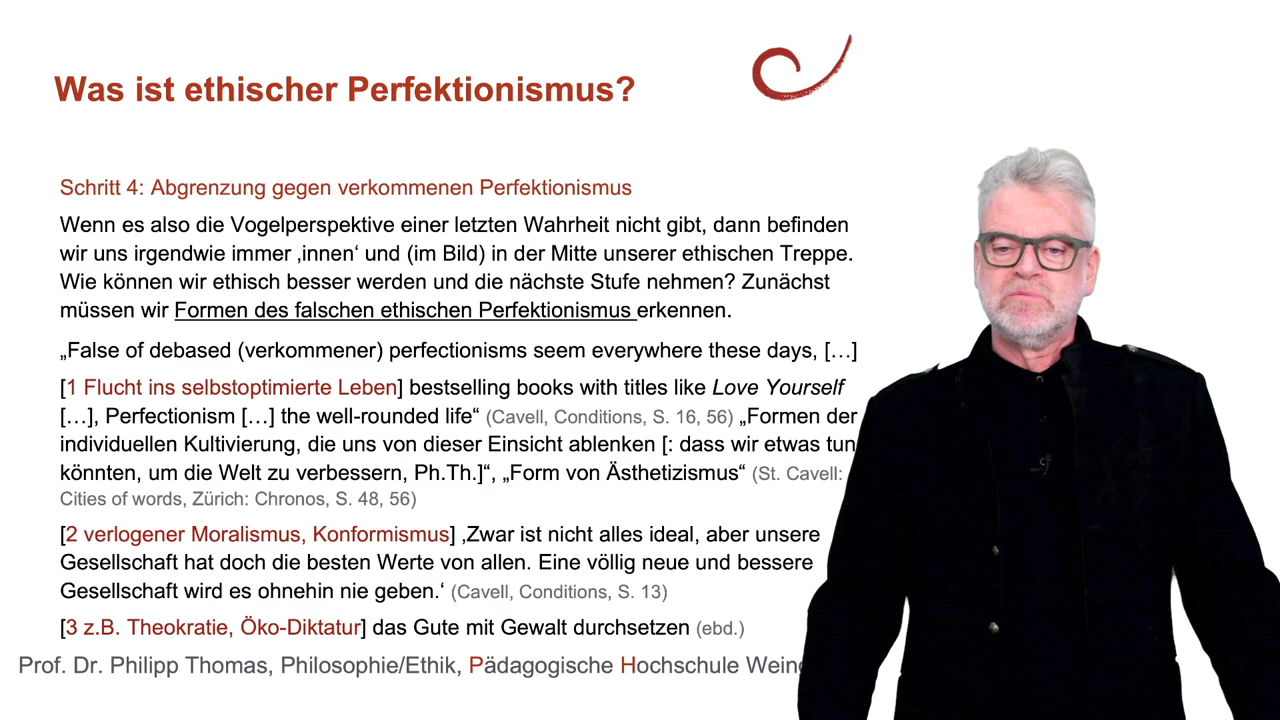 Was ist ethischer Perfektionismus?
Schritt 4: Abgrenzung gegen verkommenen Perfektionismus
Wenn es also die Vogelperspektive einer letzten Wahrheit nicht gibt, dann befinden
wir uns irgendwie immer ‚innen‘ und (im Bild) in der Mitte unserer ethischen Treppe.
Wie können wir ethisch besser werden und die nächste Stufe nehmen? Zunächst
müssen wir Formen des falschen ethischen Perfektionismus erkennen.
„False of debased (verkommener) perfectionisms seem everywhere these days, […]
[1 Flucht ins selbstoptimierte Leben] bestselling books with titles like Love Yourself
[…], Perfectionism […] the well-rounded life“ (Cavell, Conditions, S. 16, 56) „Formen der
individuellen Kultivierung, die uns von dieser Einsicht ablenken [: dass wir etwas tun
könnten, um die Welt zu verbessern, Ph.Th.]“, „Form von Ästhetizismus“ (St. Cavell:
Cities of words, Zürich: Chronos, S. 48, 56)
[2 verlogener Moralismus, Konformismus] ‚Zwar ist nicht alles ideal, aber unsere
Gesellschaft hat doch die besten Werte von allen. Eine völlig neue und bessere
Gesellschaft wird es ohnehin nie geben.‘ (Cavell, Conditions, S. 13)
[3 z.B. Theokratie, Öko-Diktatur] das Gute mit Gewalt durchsetzen (ebd.)
Prof. Dr. Philipp Thomas, Philosophie/Ethik, Pädagogische Hochschule